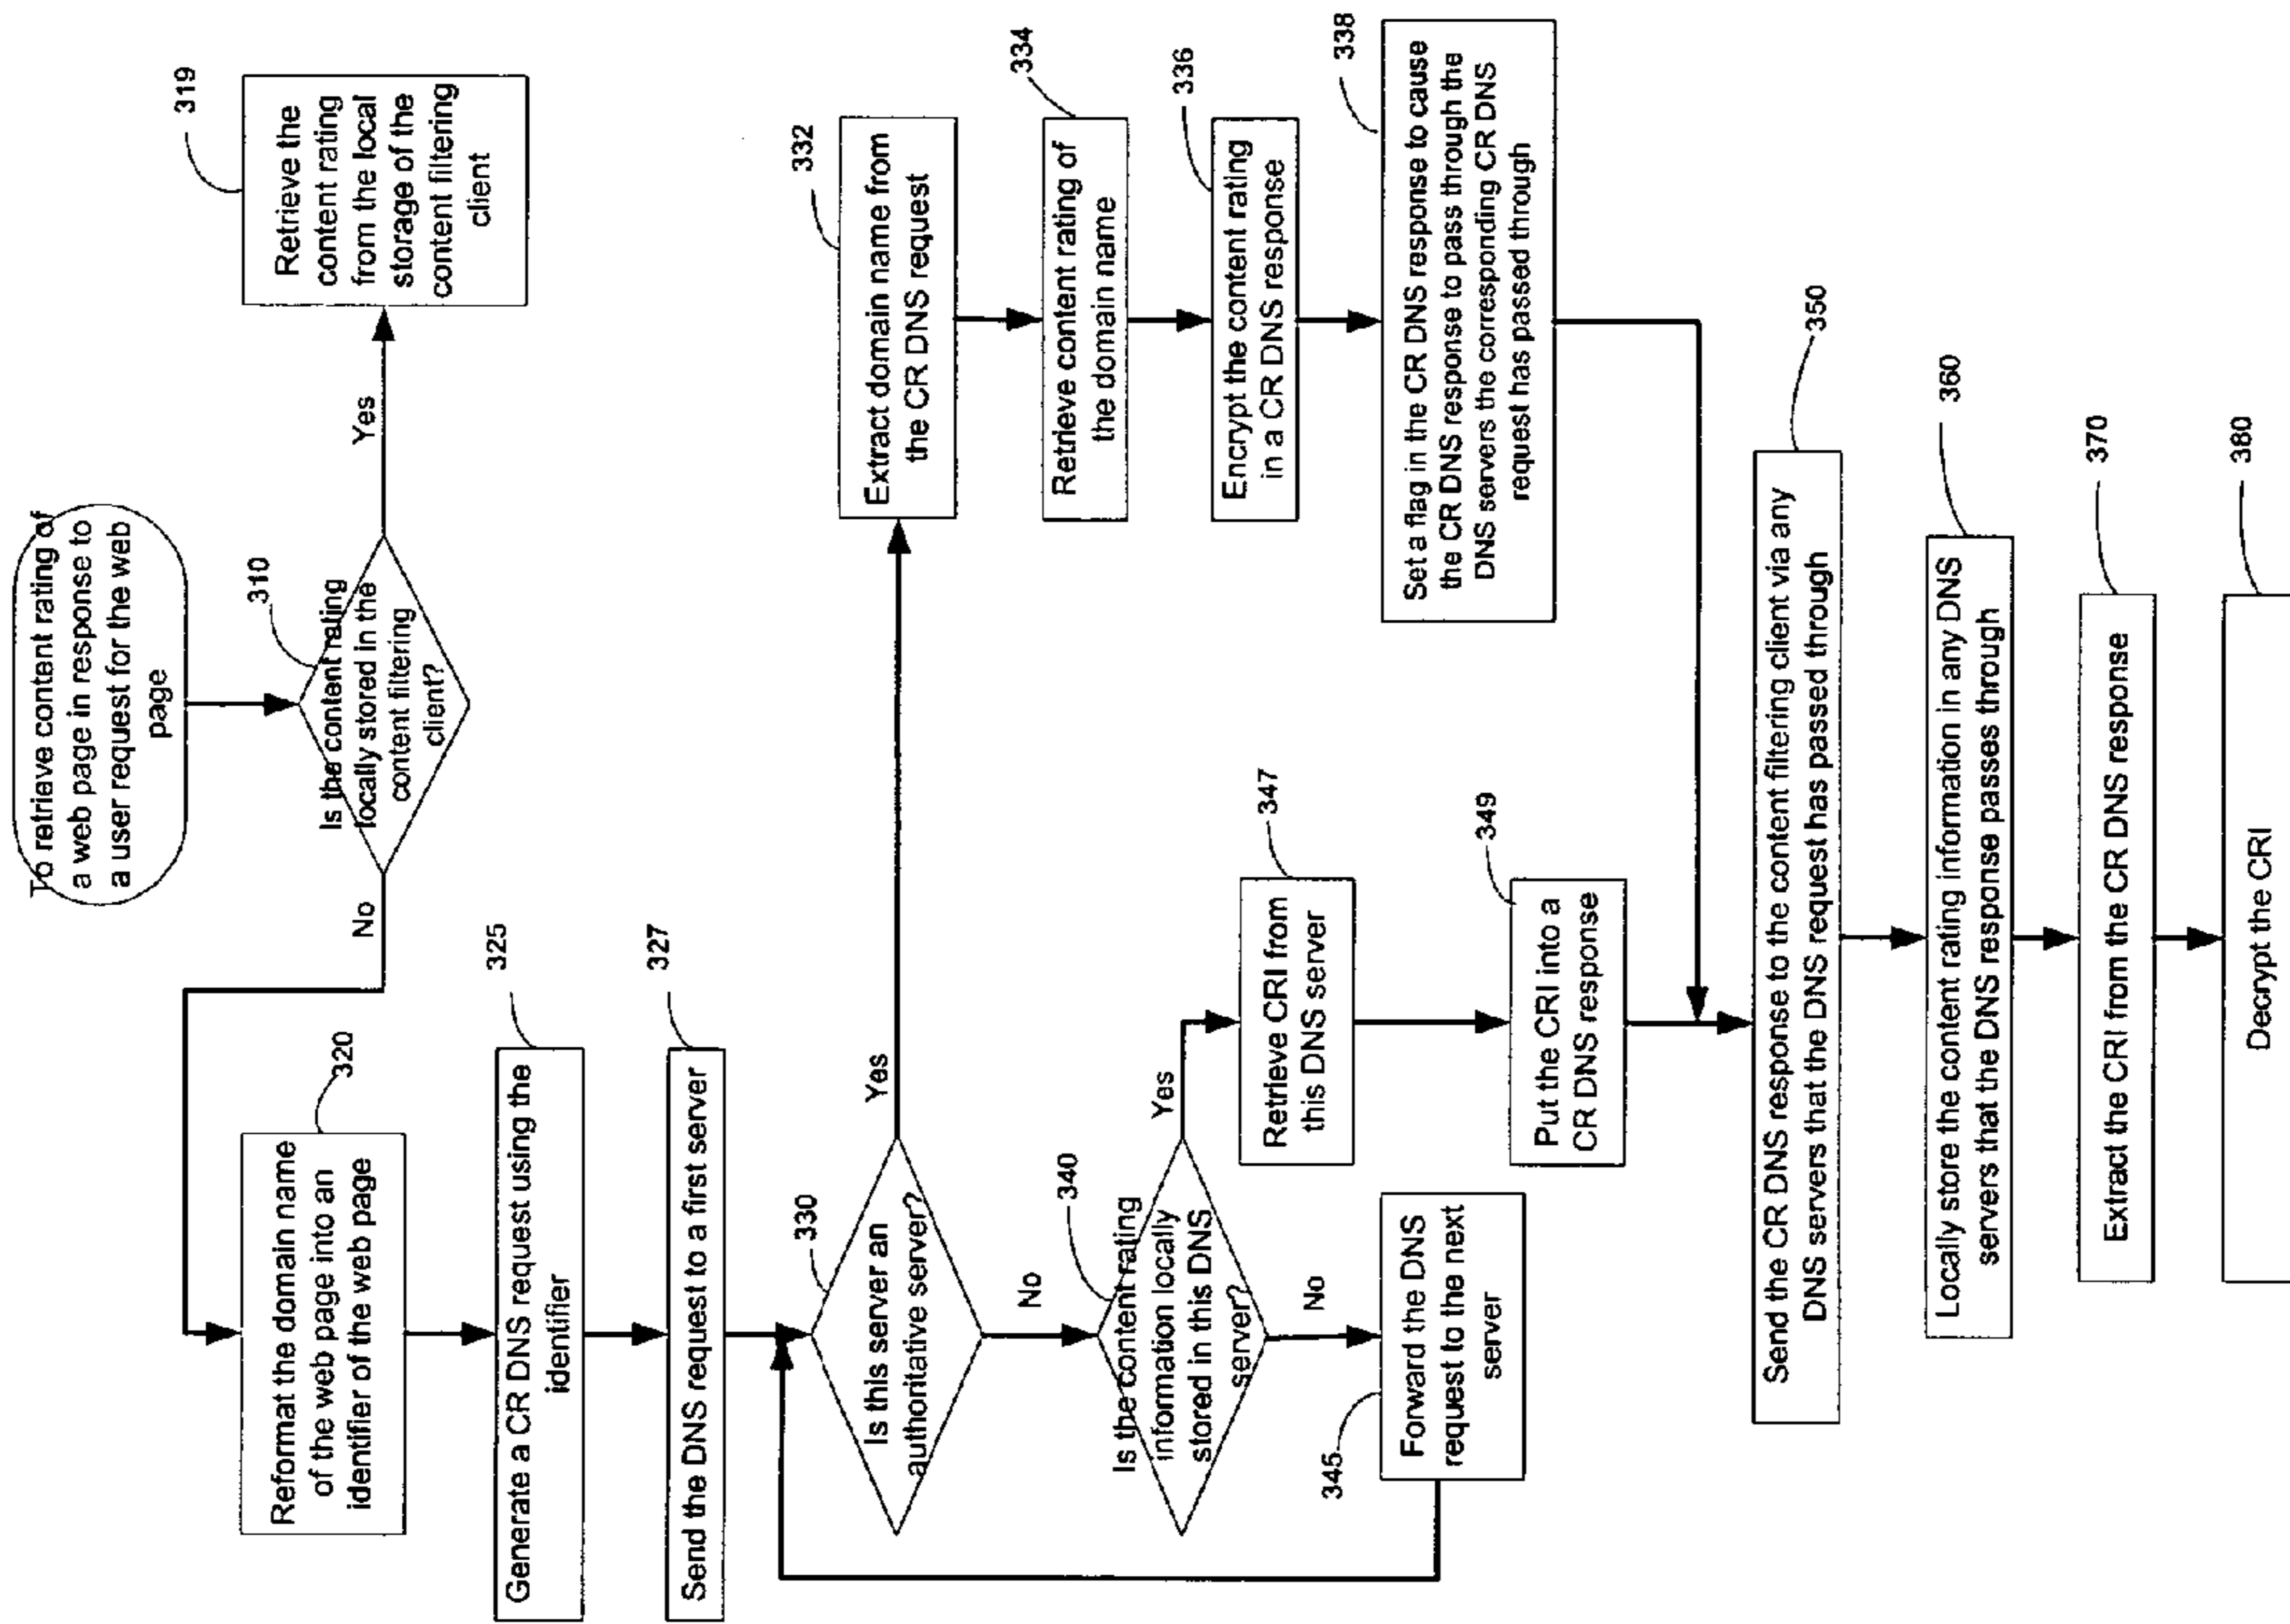 To retrieve content rating of
a web page in response to
a user request for the web
page
310
Is the content rating
locally stored in the
content filtering
client?
Yes
319
Retrieve the
content rating
from the local
storage of the
content filtering
client
No
320
Reformat the domain name
of the web page into an
identifier of the web page
325
Generate a CR DNS request using the
identifier
327
Send the DNS request to a first server
330
Is this server an
authoritative server?
Yes
332
Extract domain name from
the CR DNS request
334
Retrieve content rating of
the domain name
336
Encrypt the content rating
in a CR DNS response
338
Set a flag in the CR DNS response to cause
the CR DNS response to pass through the
DNS servers the corresponding CR DNS
request has passed through
No
340
Is the content rating
information locally
stored in this DNS
server?
Yes
347
Retrieve CRI from
this DNS server
349
Put the CRI into a
CR DNS response
No
345
Forward the DNS
request to the next
server
350
Send the CR DNS response to the content filtering client via any
DNS servers that the DNS request has passed through
360
Locally store the content rating information in any DNS
servers that the DNS response passes through
370
Extract the CRI from the CR DNS response
380
Decrypt the CRI